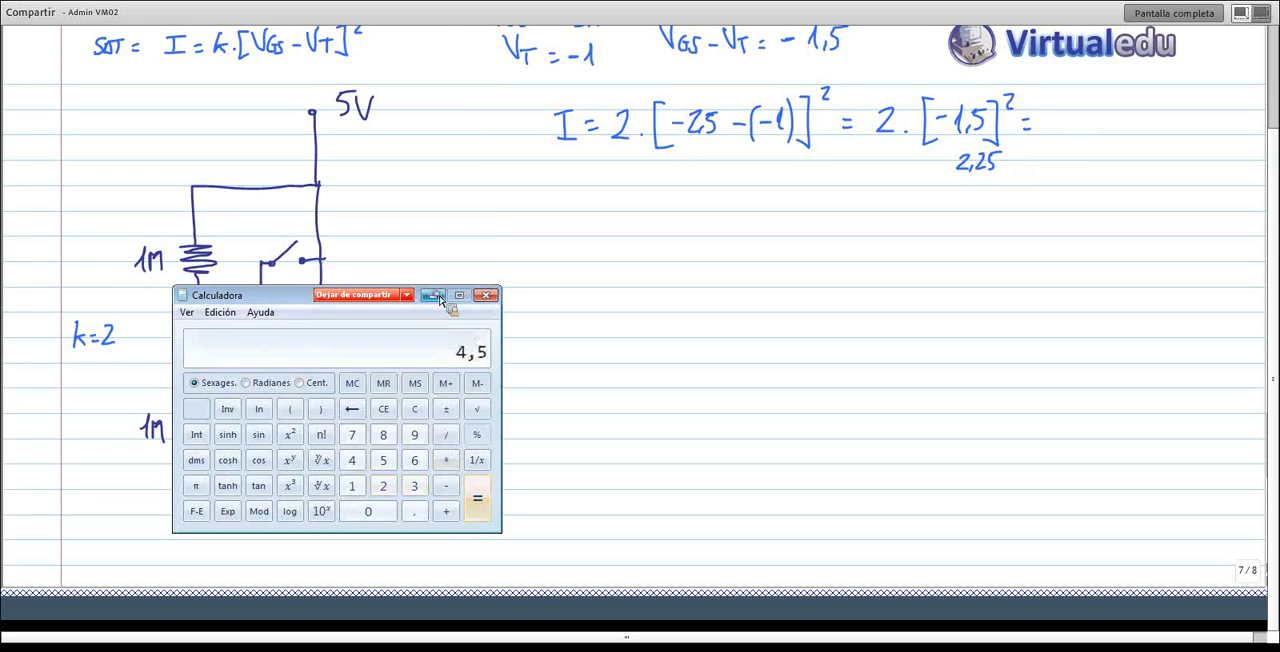 Compartir - Admin VM02
Pantalla completa
SAT = I = k.[VGS - VT]²
VT = -1
VGS - VT = -1,5
Virtualedu
I = 2.[-2,5 - (-1)]² = 2.[-1,5]² =
2,25
5V
1M
k=2
1M
Calculadora
Dejar de compartir
Ver Edición Ayuda
4,5
Sexages. Radianes Cent. MC MR MS M+ M-
Inv ln ( ) ← CE C ± √
Int sinh sin x² n! 7 8 9 / %
dms cosh cos xʸ ʸ√x 4 5 6 * 1/x
π tanh tan x³ ³√x 1 2 3 - =
F-E Exp Mod log 10ˣ 0 , +
7 / 8